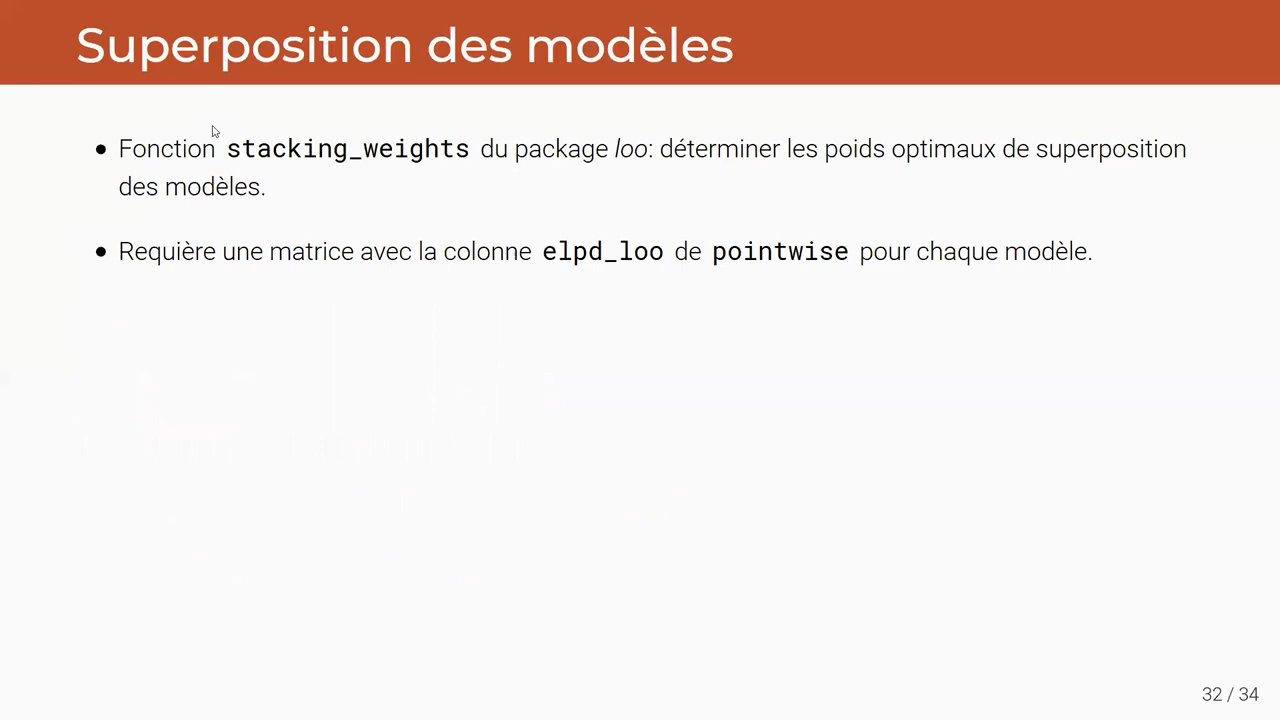 Superposition des modèles
• Fonction stacking_weights du package loo: déterminer les poids optimaux de superposition
des modèles.
• Requière une matrice avec la colonne elpd_loo de pointwise pour chaque modèle.
32 / 34